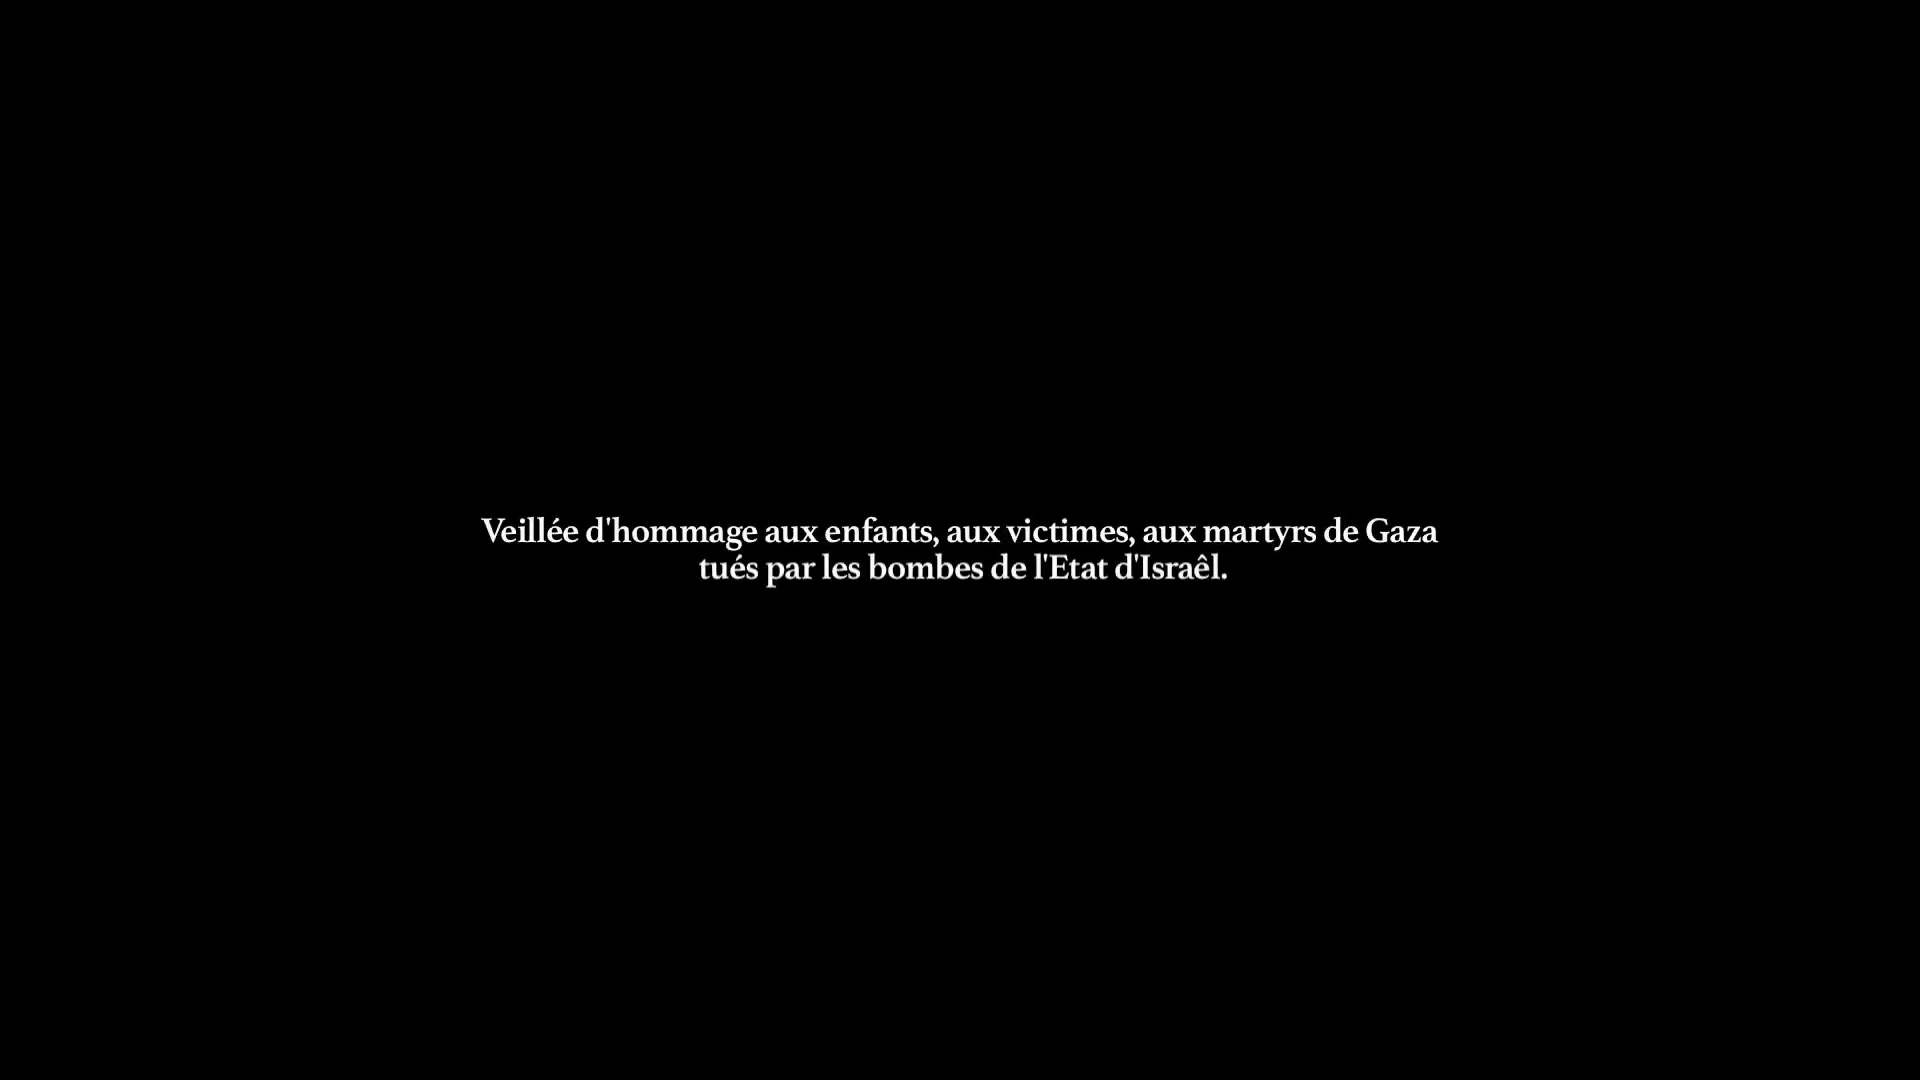 Veillée d'hommage aux enfants, aux victimes, aux martyrs de Gaza
tués par les bombes de l'Etat d'Israêl.